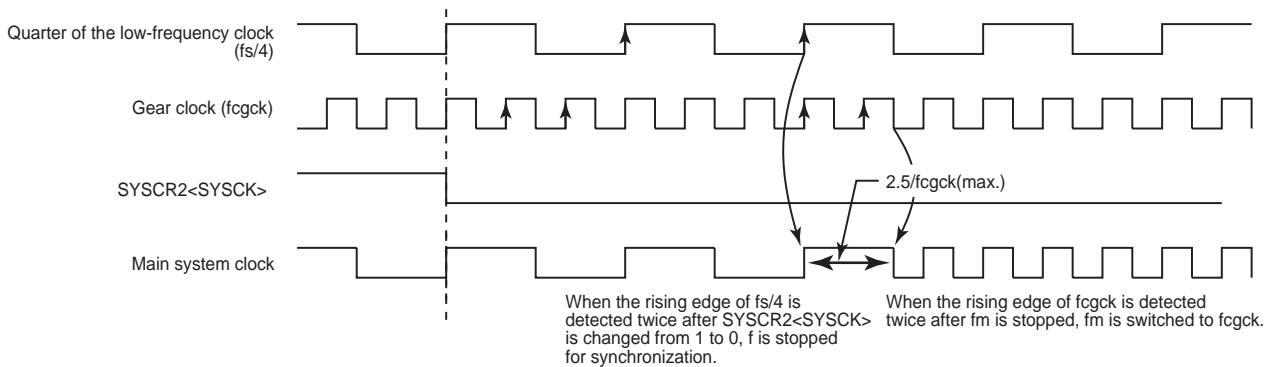 Quarter of the low-frequency clock
(fs/4)
Gear clock (fcgck)
SYSCR2<SYSCK>
2.5/fcgck(max.)
Main system clock
When the rising edge of fs/4 is
detected twice after SYSCR2<SYSCK>
is changed from 1 to 0, f is stopped
for synchronization.
When the rising edge of fcgck is detected
twice after fm is stopped, fm is switched to fcgck.